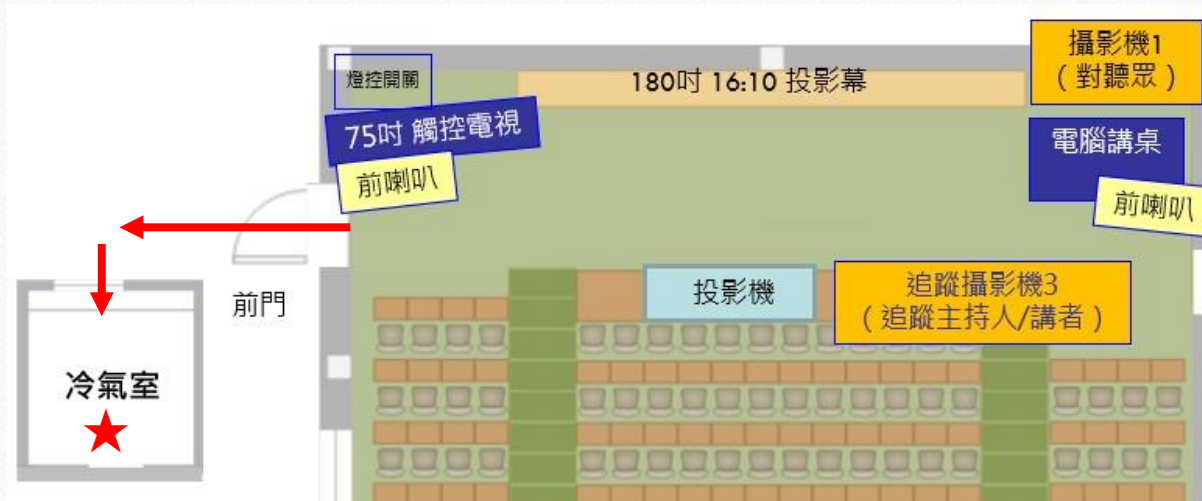 攝影機1
（對聽眾）
燈控開關
180吋 16:10 投影幕
75吋 觸控電視
電腦講桌
前喇叭
前喇叭
投影機
追蹤攝影機3
（追蹤主持人/講者）
前門
冷氣室